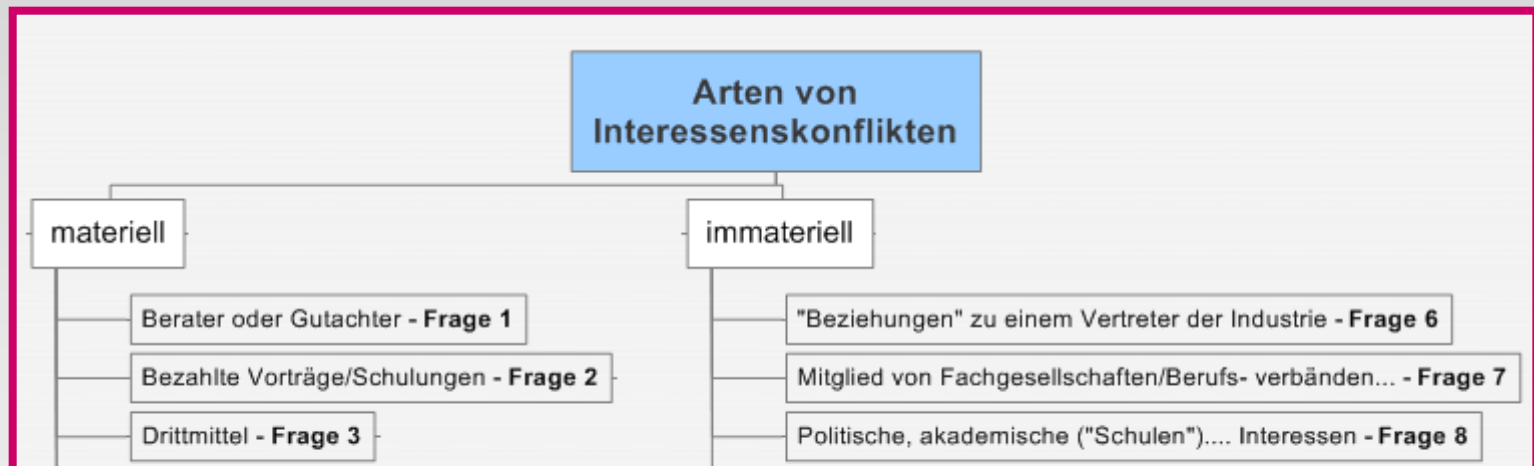 Arten von
Interessenskonflikten
materiell
Berater oder Gutachter - Frage 1
Bezahlte Vorträge/Schulungen - Frage 2
Drittmittel - Frage 3
immateriell
"Beziehungen" zu einem Vertreter der Industrie - Frage 6
Mitglied von Fachgesellschaften/Berufs- verbänden... - Frage 7
Politische, akademische ("Schulen").... Interessen - Frage 8